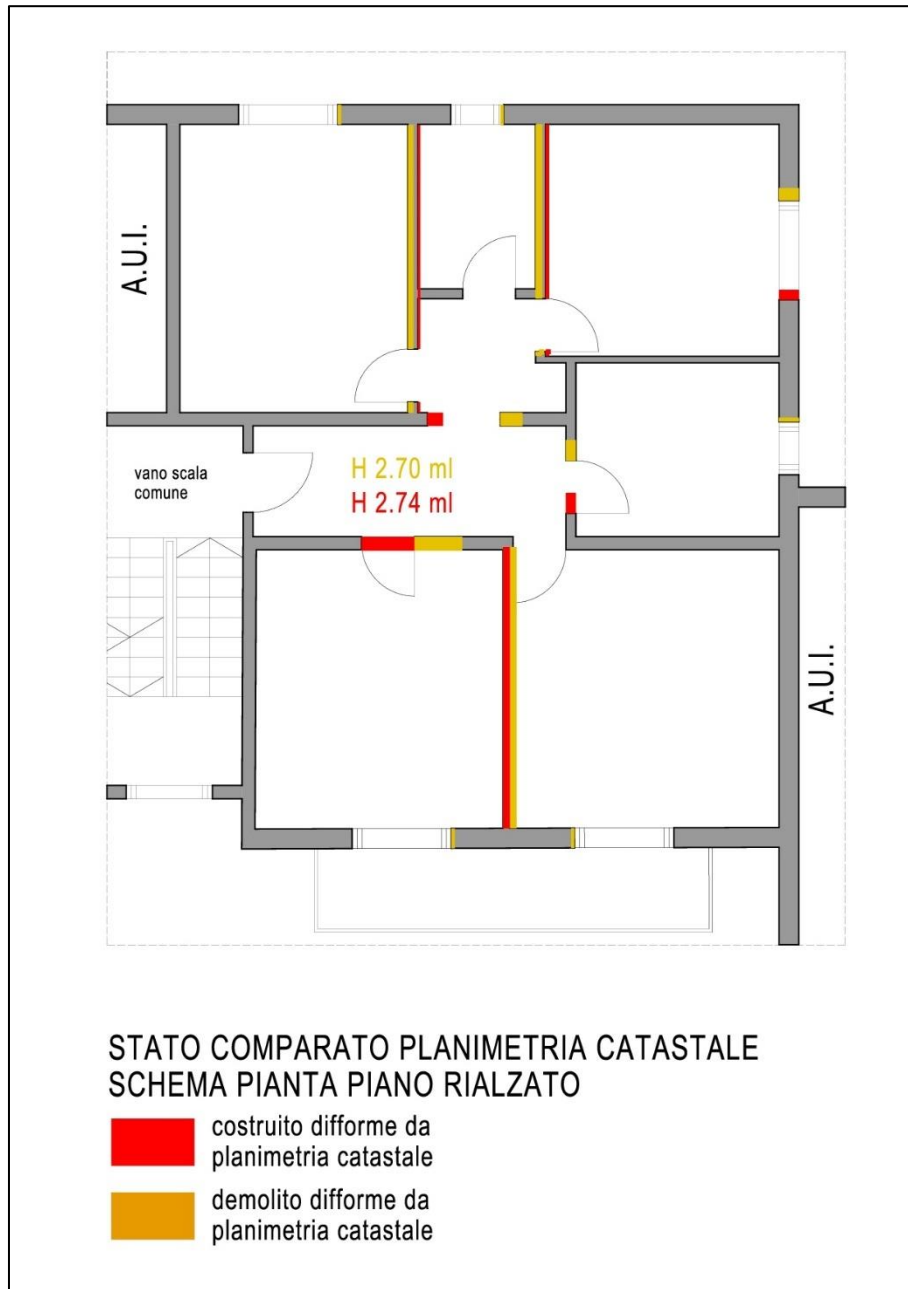 A.U.I.
vano scala
comune
H 2.70 ml
H 2.74 ml
A.U.I.
STATO COMPARATO PLANIMETRIA CATASTALE
SCHEMA PIANTA PIANO RIALZATO
costruito difforme da
planimetria catastale
demolito difforme da
planimetria catastale